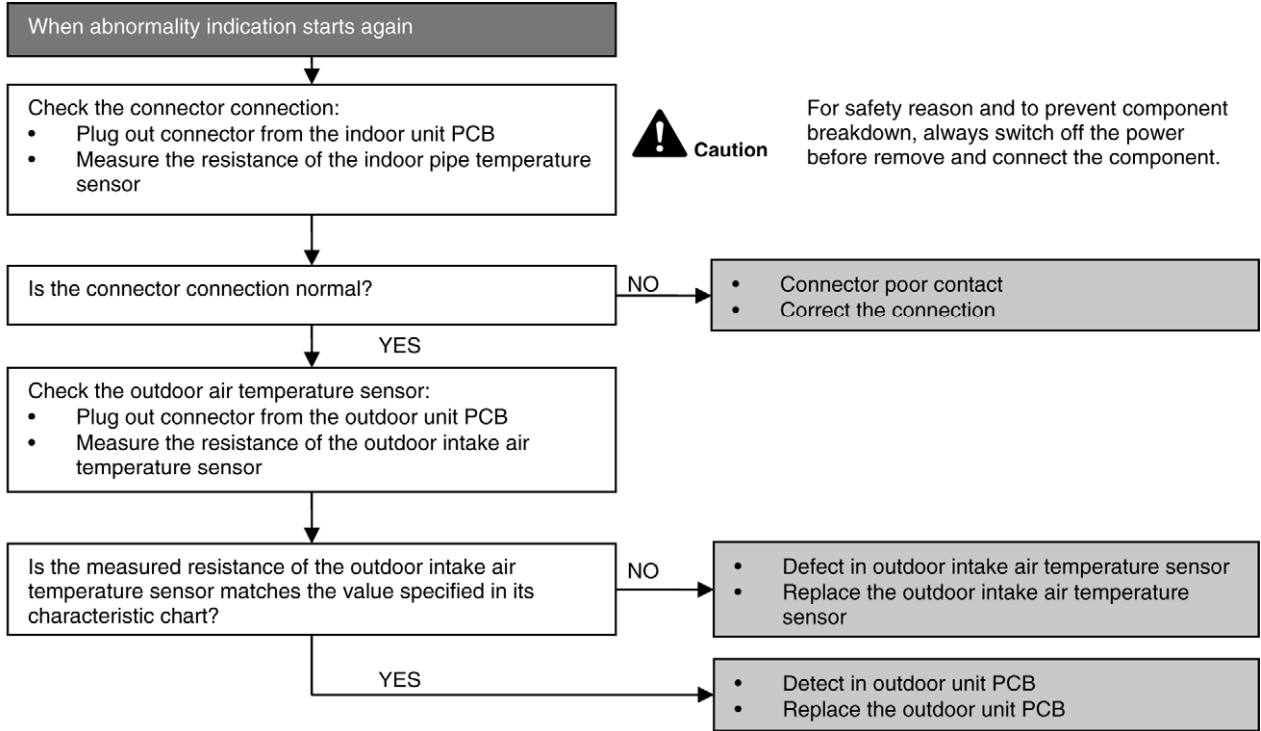 When abnormality indication starts again
Check the connector connection:
• Plug out connector from the indoor unit PCB
• Measure the resistance of the indoor pipe temperature
sensor
Caution
For safety reason and to prevent component
breakdown, always switch off the power
before remove and connect the component.
Is the connector connection normal?
NO
• Connector poor contact
• Correct the connection
YES
Check the outdoor air temperature sensor:
• Plug out connector from the outdoor unit PCB
• Measure the resistance of the outdoor intake air
temperature sensor
Is the measured resistance of the outdoor intake air
temperature sensor matches the value specified in its
characteristic chart?
NO
• Defect in outdoor intake air temperature sensor
• Replace the outdoor intake air temperature
sensor
YES
• Detect in outdoor unit PCB
• Replace the outdoor unit PCB